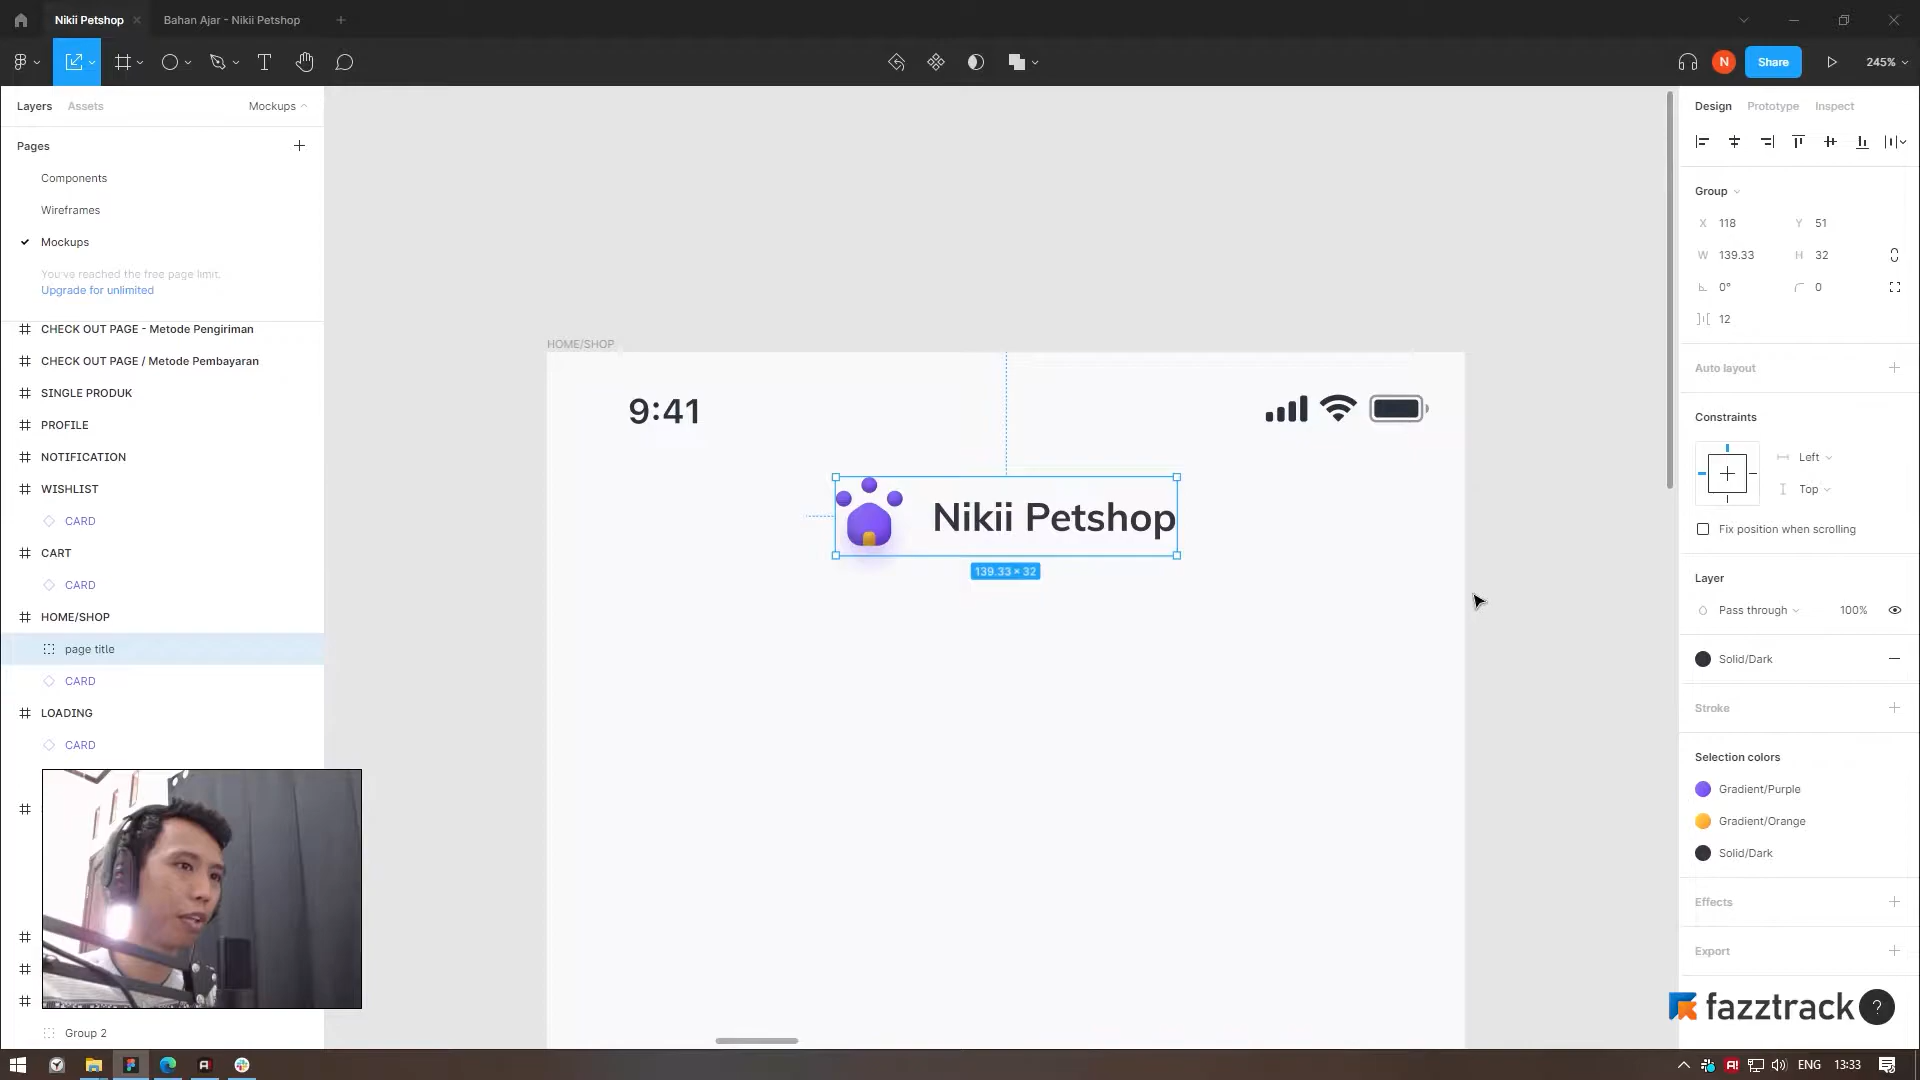 Nikii Petshop
Bahan Ajar - Nikii Petshop
N
Share
245%
Layers
Assets
Mockups
Pages
Components
Wireframes
Mockups
You've reached the free page limit.
Upgrade for unlimited
CHECK OUT PAGE - Metode Pengiriman
CHECK OUT PAGE / Metode Pembayaran
SINGLE PRODUK
PROFILE
NOTIFICATION
WISHLIST
CARD
CART
CARD
HOME/SHOP
page title
CARD
LOADING
CARD
Group 2
HOME/SHOP
9:41
Nikii Petshop
139.33 × 32
Design
Prototype
Inspect
Group
X 118
Y 51
W 139.33
H 32
0°
0
12
Auto layout
Constraints
Left
Top
Fix position when scrolling
Layer
Pass through
100%
Solid/Dark
Stroke
Selection colors
Gradient/Purple
Gradient/Orange
Solid/Dark
Effects
Export
fazztrack
?
ENG
13:33